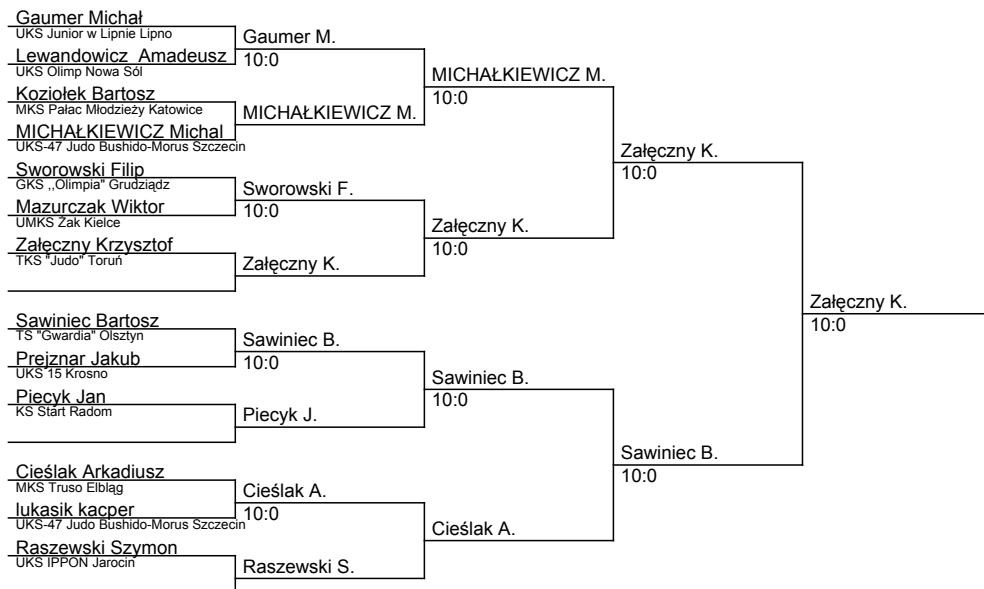 Gaumer Michał
UKS Junior w Lipnie Lipno
Lewandowicz Amadeusz
UKS Olimp Nowa Sól
Koziołek Bartosz
MKS Pałac Młodzieży Katowice
MICHAŁKIEWICZ Michal
UKS-47 Judo Bushido-Morus Szczecin
Sworowski Filip
GKS ,,Olimpia" Grudziądz
Mazurczak Wiktor
UMKS Żak Kielce
Załęczny Krzysztof
TKS "Judo" Toruń
Sawiniec Bartosz
TS "Gwardia" Olsztyn
Prejznar Jakub
UKS 15 Krosno
Piecyk Jan
KS Start Radom
Cieślak Arkadiusz
MKS Truso Elbląg
lukasik kacper
UKS-47 Judo Bushido-Morus Szczecin
Raszewski Szymon
UKS IPPON Jarocin
Gaumer M.
10:0
MICHAŁKIEWICZ M.
Sworowski F.
10:0
Załęczny K.
Sawiniec B.
10:0
Piecyk J.
Cieślak A.
10:0
Raszewski S.
MICHAŁKIEWICZ M.
10:0
Załęczny K.
10:0
Sawiniec B.
10:0
Cieślak A.
Załęczny K.
10:0
Sawiniec B.
10:0
Załęczny K.
10:0